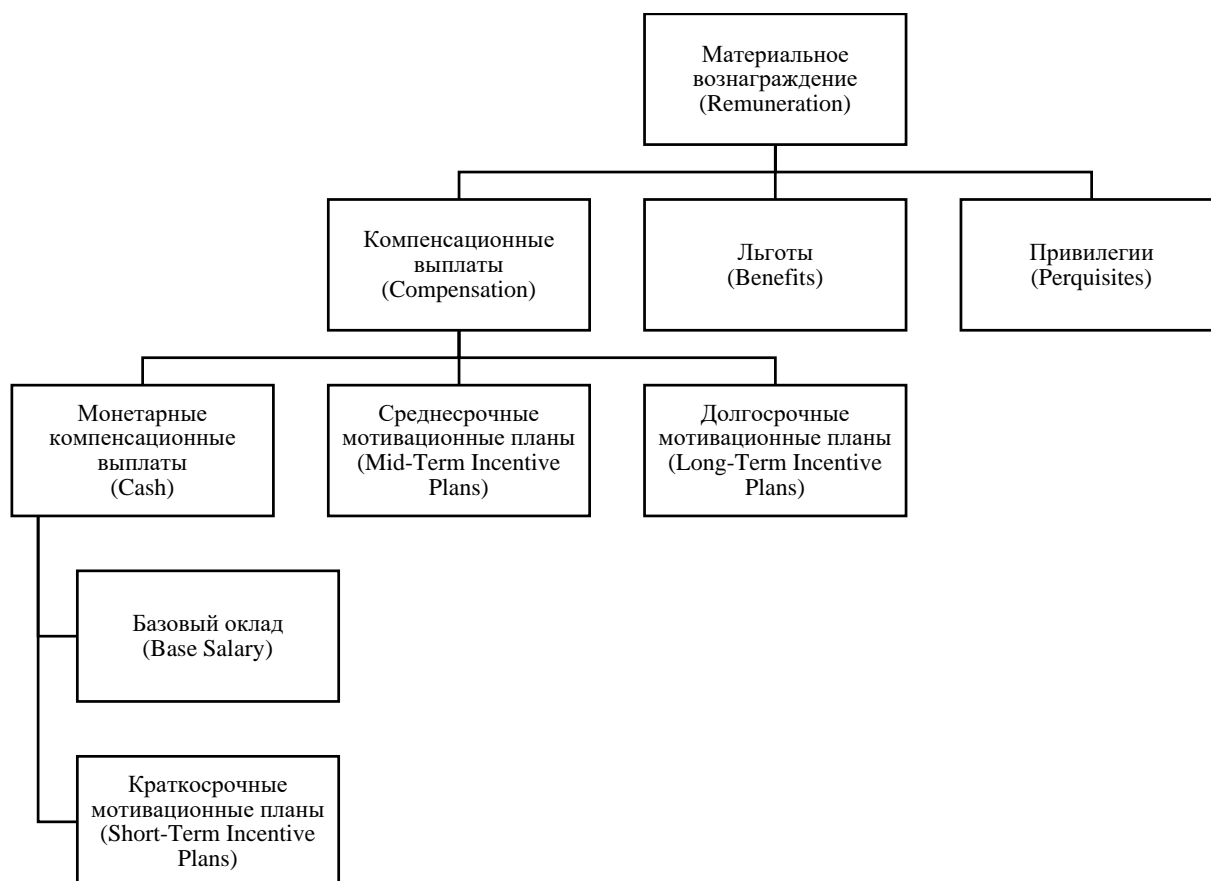 Материальное
вознаграждение
(Remuneration)
Компенсационные
выплаты
(Compensation)
Льготы
(Benefits)
Привилегии
(Perquisites)
Монетарные
компенсационные
выплаты
(Cash)
Среднесрочные
мотивационные планы
(Mid-Term Incentive
Plans)
Долгосрочные
мотивационные планы
(Long-Term Incentive
Plans)
Базовый оклад
(Base Salary)
Краткосрочные
мотивационные планы
(Short-Term Incentive
Plans)